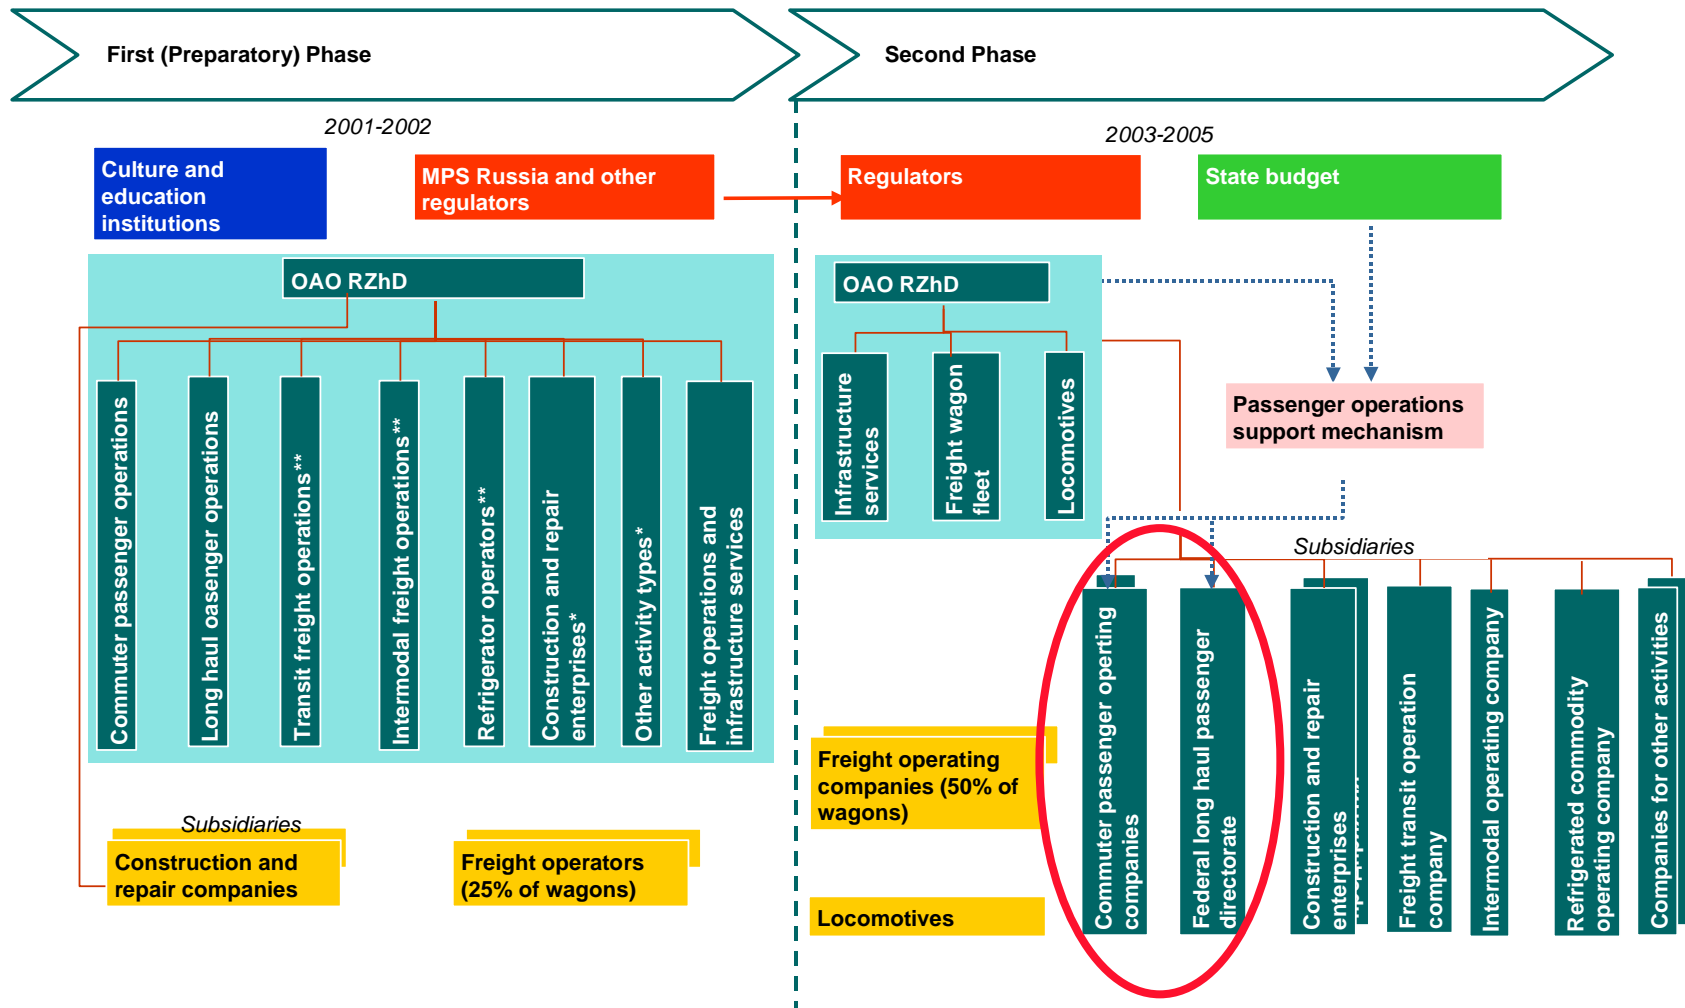 First (Preparatory) Phase
Second Phase
2001-2002
2003-2005
Culture and
education
institutions
MPS Russia and other
regulators
Regulators
State budget
OAO RZhD
Commuter passenger operations
Long haul oassenger operations
Transit freight operations**
Intermodal freight operations**
Refrigerator operators**
Construction and repair
enterprises*
Other activity types*
Freight operations and
infrastructure services
Subsidiaries
Construction and
repair companies
Freight operators
(25% of wagons)
OAO RZhD
Infrastructure
services
Freight wagon
fleet
Locomotives
Passenger operations
support mechanism
Subsidiaries
Freight operating
companies (50% of
wagons)
Locomotives
Commuter passenger operting
companies
Federal long haul passenger
directorate
Construction and repair
enterprises
Freight transit operation
company
Intermodal operating company
Refrigerated commodity
operating company
Companies for other activities